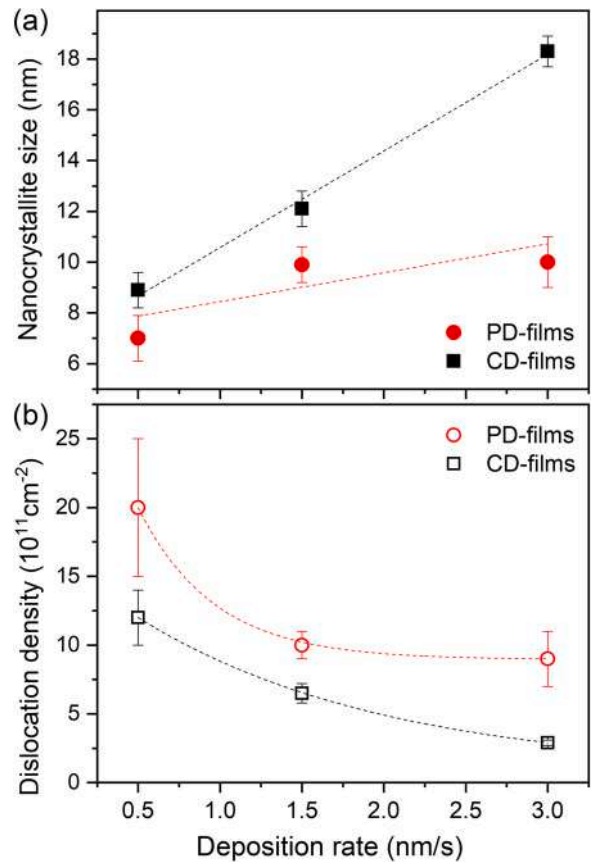 (a)
Nanocrystallite size (nm)
18
16
14
12
10
8
6
PD-films
CD-films
(b)
Dislocation density (10¹¹cm⁻²)
25
20
15
10
5
0
PD-films
CD-films
0.5 1.0 1.5 2.0 2.5 3.0
Deposition rate (nm/s)